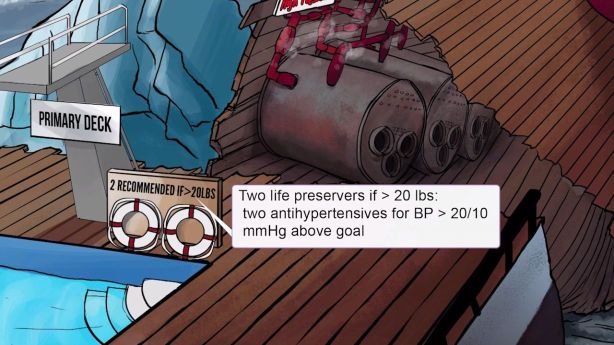 PRIMARY DECK
2 RECOMMENDED IF>20LBS
Two life preservers if > 20 lbs:
two antihypertensives for BP > 20/10
mmHg above goal